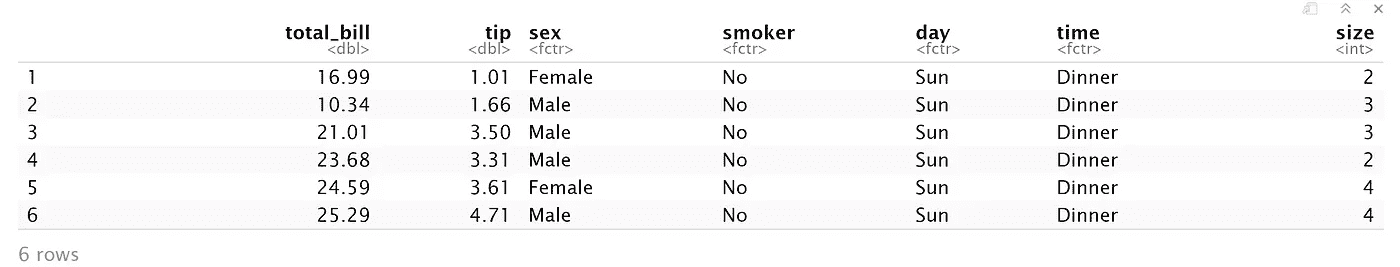 total_bill tip sex smoker day time size
<dbl> <dbl> <fctr> <fctr> <fctr> <fctr> <int>
1 16.99 1.01 Female No Sun Dinner 2
2 10.34 1.66 Male No Sun Dinner 3
3 21.01 3.50 Male No Sun Dinner 3
4 23.68 3.31 Male No Sun Dinner 2
5 24.59 3.61 Female No Sun Dinner 4
6 25.29 4.71 Male No Sun Dinner 4
6 rows